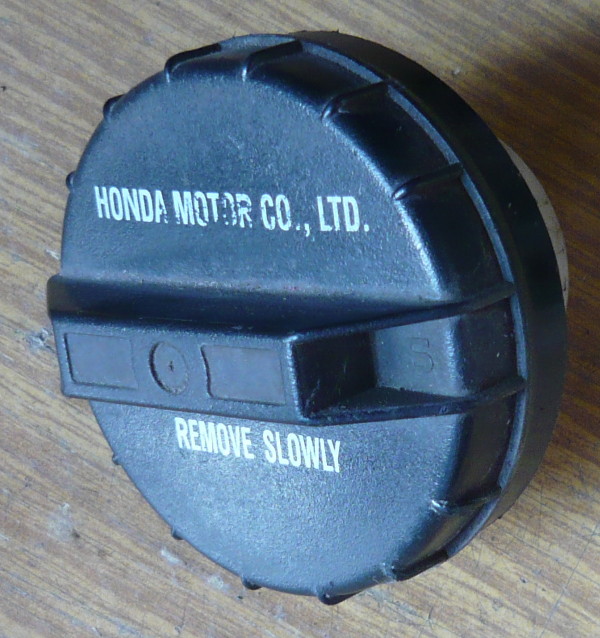 HONDA MOTOR CO., LTD.
S
REMOVE SLOWLY